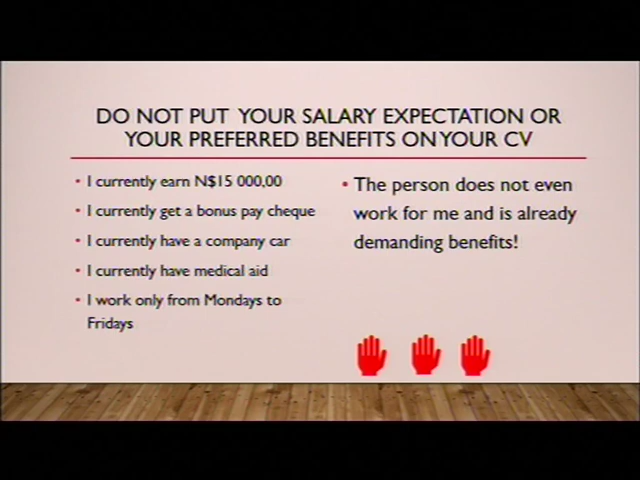 DO NOT PUT YOUR SALARY EXPECTATION OR
YOUR PREFERRED BENEFITS ON YOUR CV
• I currently earn N$15 000,00
• I currently get a bonus pay cheque
• I currently have a company car
• I currently have medical aid
• I work only from Mondays to
Fridays
• The person does not even
work for me and is already
demanding benefits!